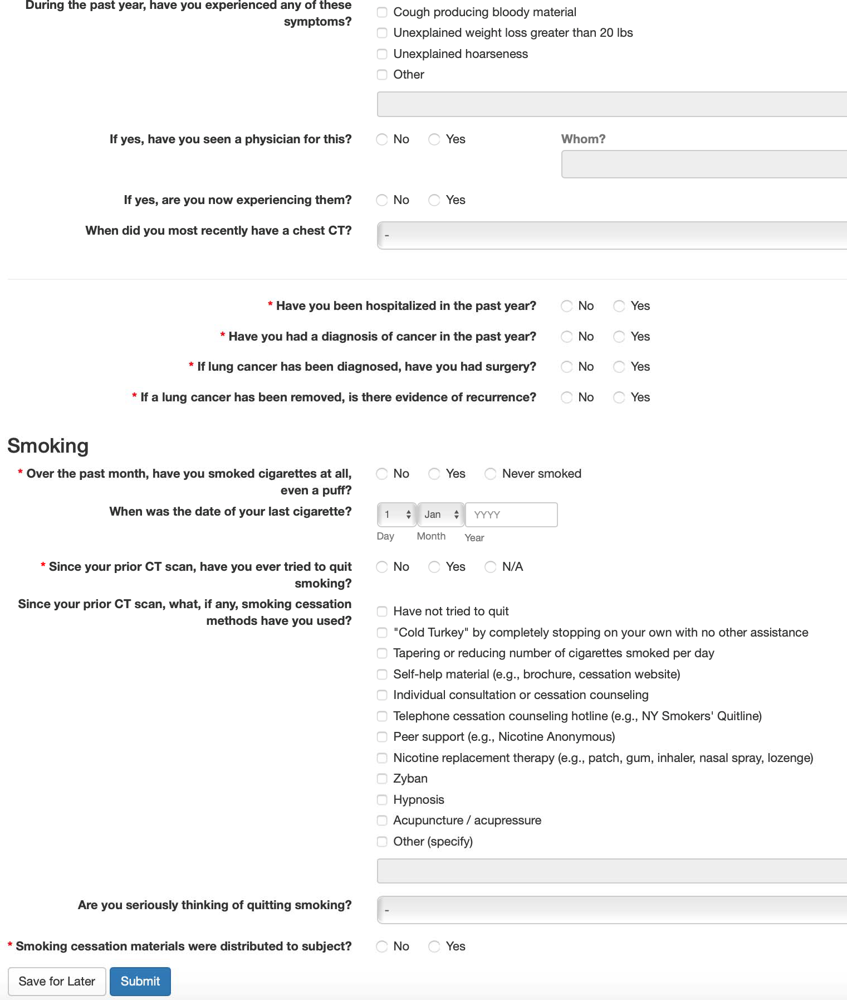 During the past year, have you experienced any of these
symptoms?
Cough producing bloody material
Unexplained weight loss greater than 20 lbs
Unexplained hoarseness
Other
If yes, have you seen a physician for this?
No Yes
Whom?
If yes, are you now experiencing them?
No Yes
When did you most recently have a chest CT?
-
* Have you been hospitalized in the past year?
No Yes
* Have you had a diagnosis of cancer in the past year?
No Yes
* If lung cancer has been diagnosed, have you had surgery?
No Yes
* If a lung cancer has been removed, is there evidence of recurrence?
No Yes
Smoking
* Over the past month, have you smoked cigarettes at all,
even a puff?
No Yes Never smoked
When was the date of your last cigarette?
1 Jan YYYY
Day Month Year
* Since your prior CT scan, have you ever tried to quit
smoking?
No Yes N/A
Since your prior CT scan, what, if any, smoking cessation
methods have you used?
Have not tried to quit
"Cold Turkey" by completely stopping on your own with no other assistance
Tapering or reducing number of cigarettes smoked per day
Self-help material (e.g., brochure, cessation website)
Individual consultation or cessation counseling
Telephone cessation counseling hotline (e.g., NY Smokers' Quitline)
Peer support (e.g., Nicotine Anonymous)
Nicotine replacement therapy (e.g., patch, gum, inhaler, nasal spray, lozenge)
Zyban
Hypnosis
Acupuncture / acupressure
Other (specify)
Are you seriously thinking of quitting smoking?
-
* Smoking cessation materials were distributed to subject?
No Yes
Save for Later Submit